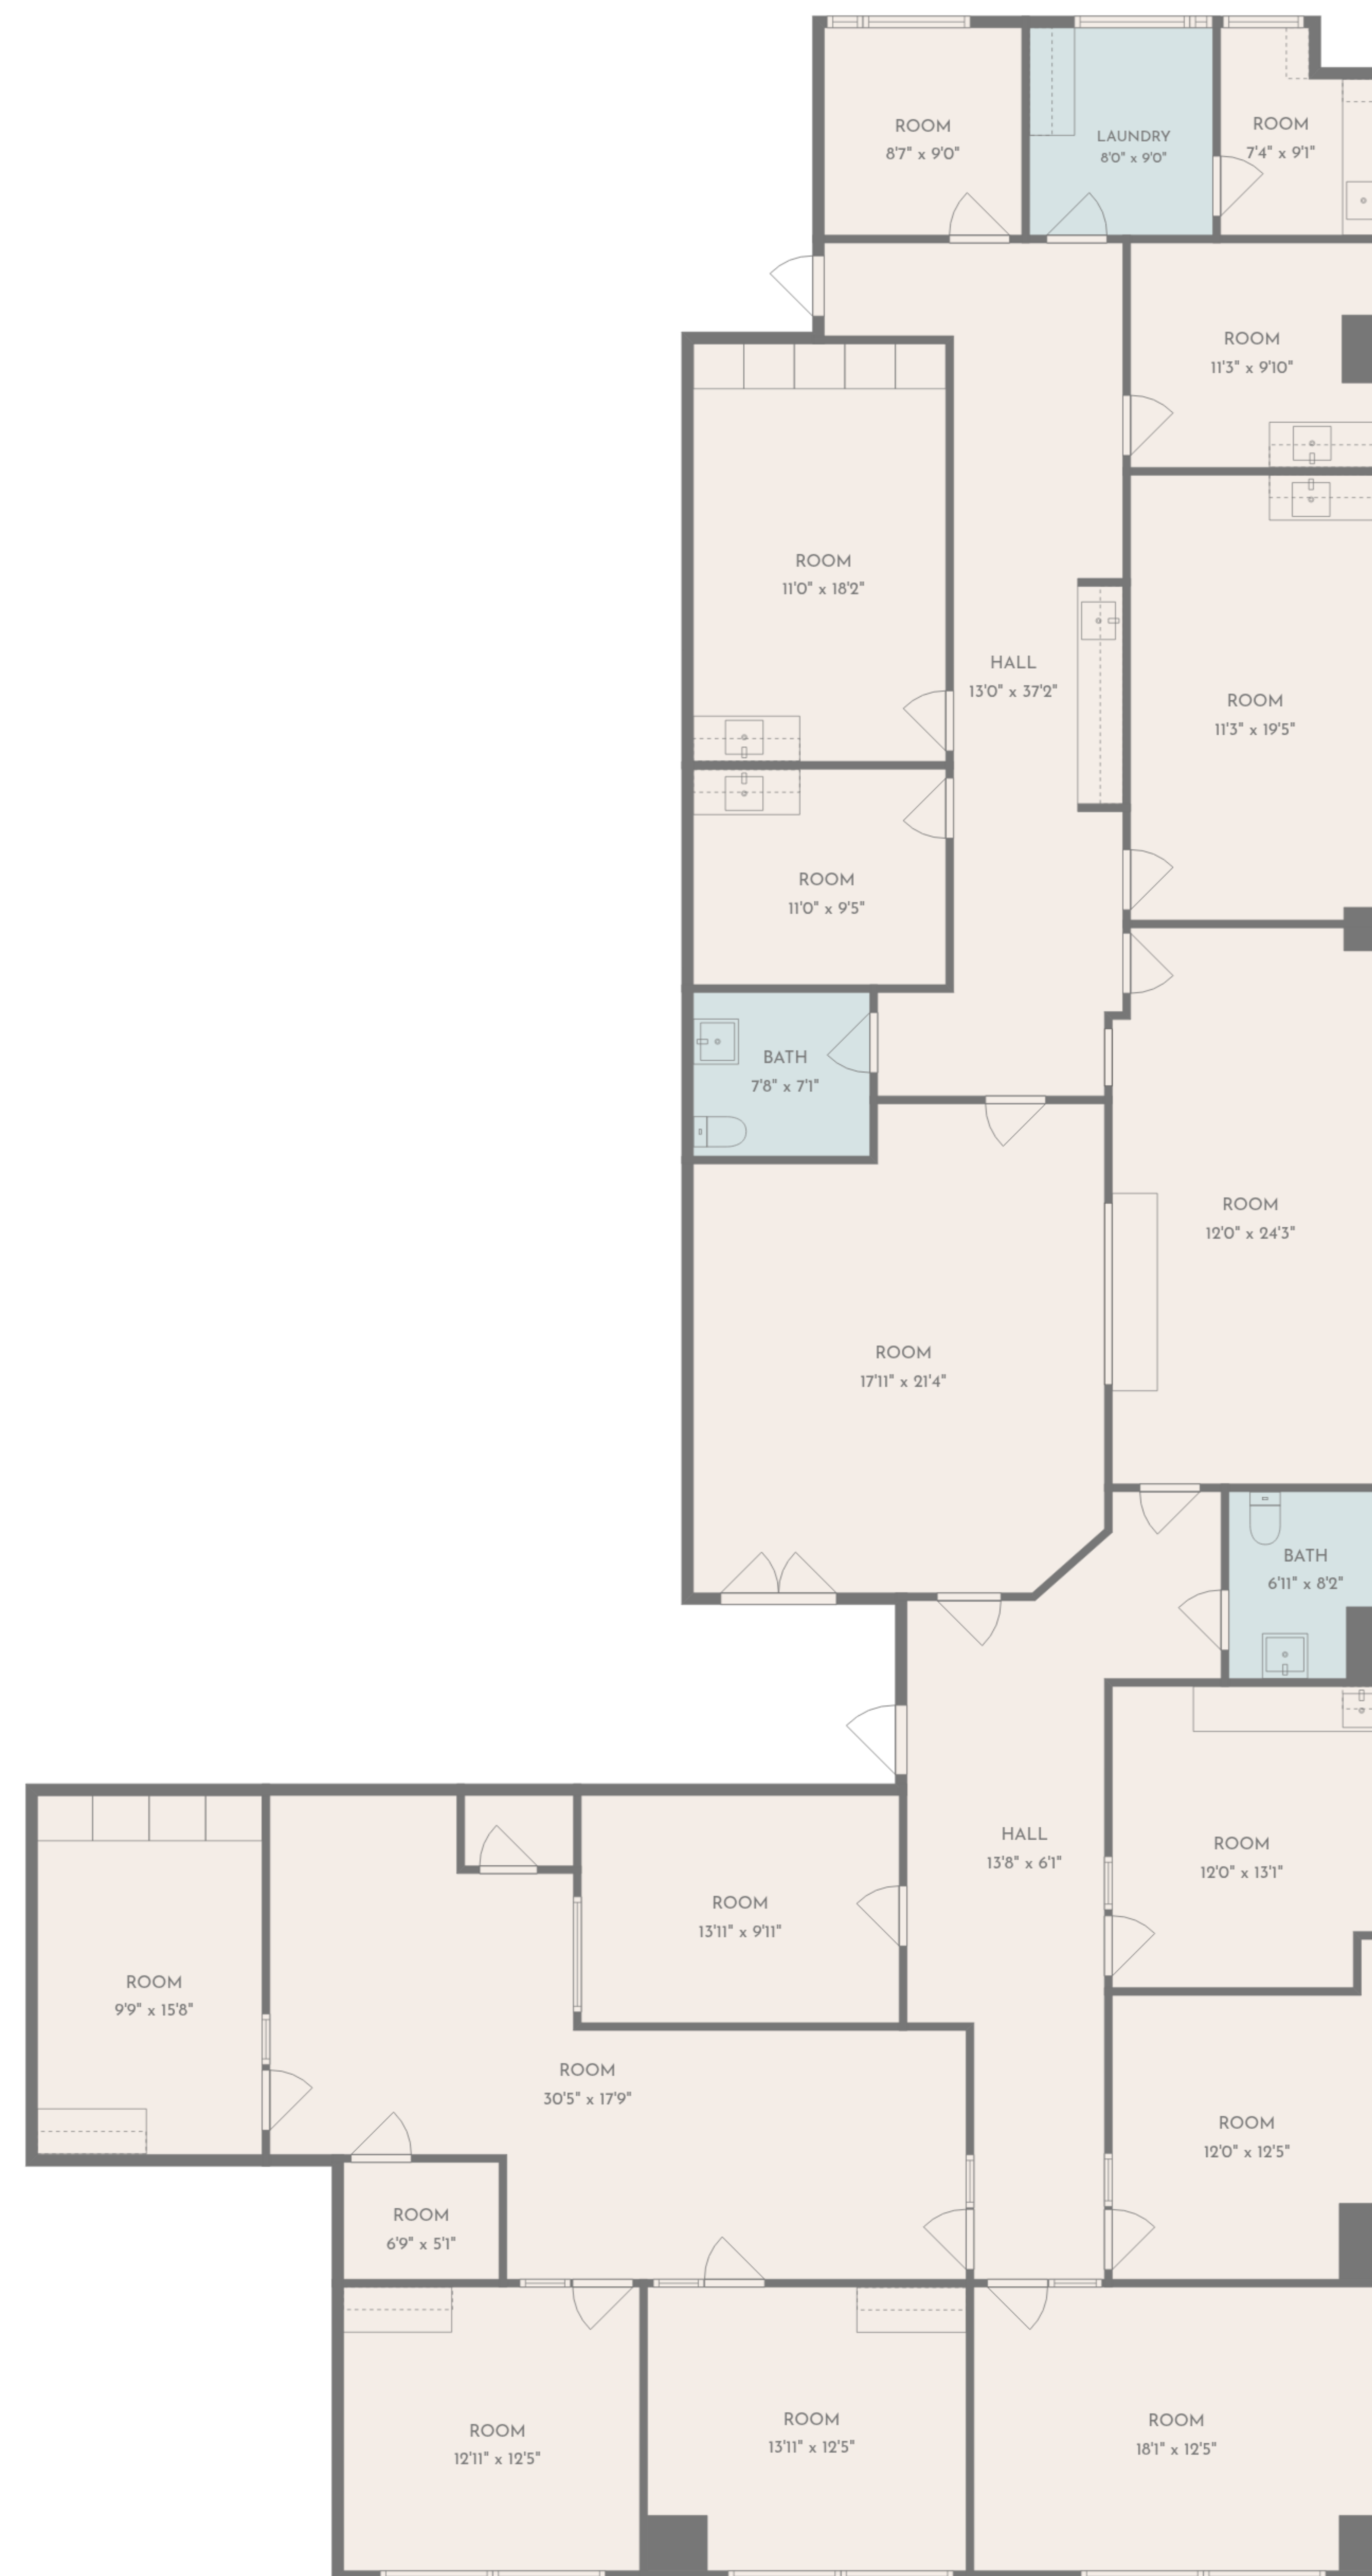 ROOM
8'7" x 9'0"
LAUNDRY
8'0" x 9'0"
ROOM
7'4" x 9'1"
ROOM
11'3" x 9'10"
ROOM
11'0" x 18'2"
HALL
13'0" x 37'2"
ROOM
11'3" x 19'5"
ROOM
11'0" x 9'5"
BATH
7'8" x 7'1"
ROOM
12'0" x 24'3"
ROOM
17'11" x 21'4"
BATH
6'11" x 8'2"
HALL
13'8" x 6'1"
ROOM
12'0" x 13'1"
ROOM
13'11" x 9'11"
ROOM
9'9" x 15'8"
ROOM
30'5" x 17'9"
ROOM
12'0" x 12'5"
ROOM
6'9" x 5'1"
ROOM
12'11" x 12'5"
ROOM
13'11" x 12'5"
ROOM
18'1" x 12'5"